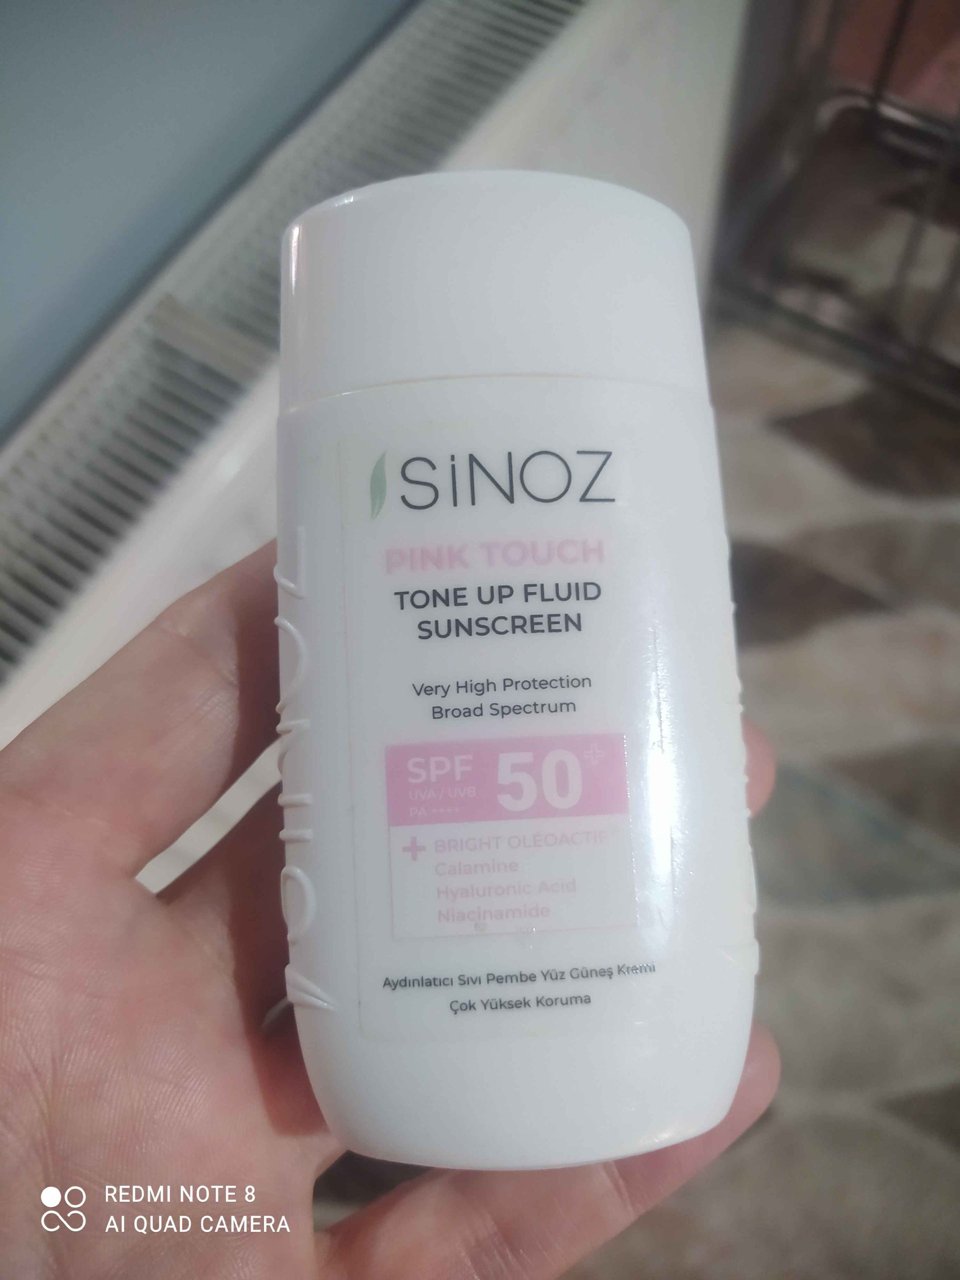 SiNOZ
PINK TOUCH
TONE UP FLUID
SUNSCREEN
Very High Protection
Broad Spectrum
SPF 50+
UVA / UVB
PA ++++
+ BRIGHT OLEOACTIF
Calamine
Hyaluronic Acid
Niacinamide
Aydınlatıcı Sıvı Pembe Yüz Güneş Kremi
Çok Yüksek Koruma
REDMI NOTE 8
AI QUAD CAMERA